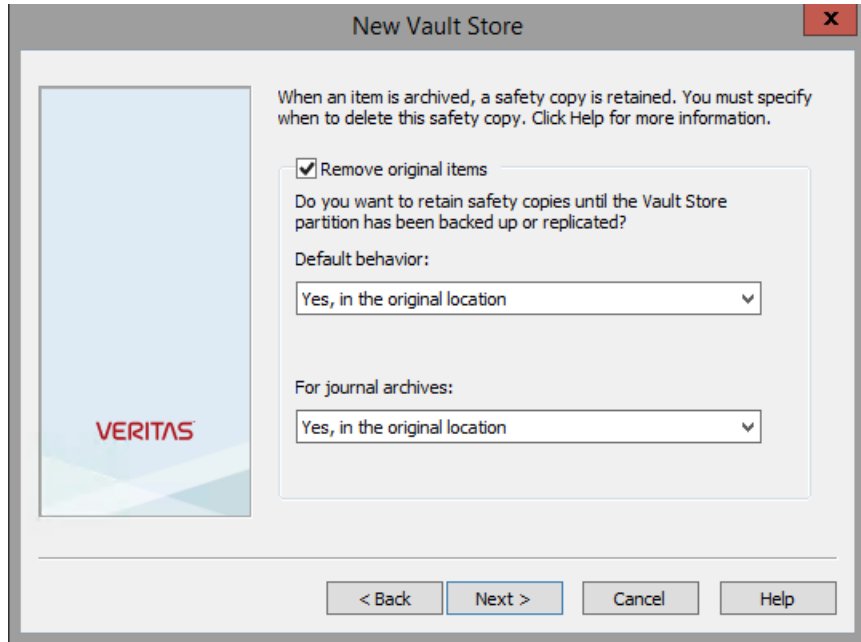 New Vault Store
x
When an item is archived, a safety copy is retained. You must specify
when to delete this safety copy. Click Help for more information.
Remove original items
Do you want to retain safety copies until the Vault Store
partition has been backed up or replicated?
Default behavior:
Yes, in the original location
For journal archives:
Yes, in the original location
VERITAS
< Back Next > Cancel Help